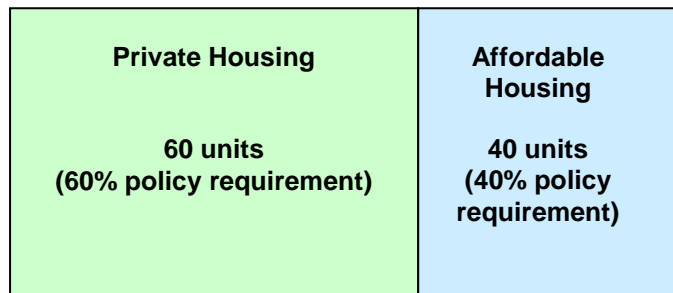 Private Housing
60 units
(60% policy requirement)
Affordable
Housing
40 units
(40% policy
requirement)